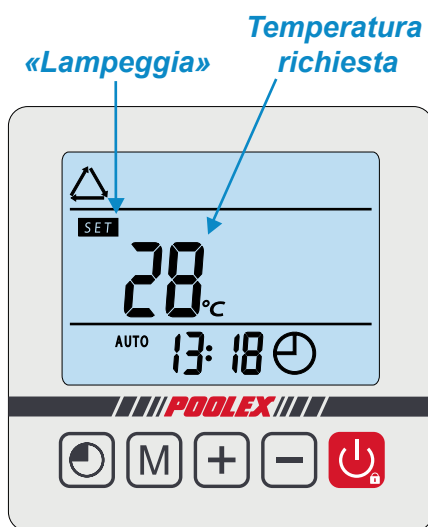 Temperatura
richiesta
«Lampeggia»
SET
28°C
AUTO 13:18
POOLEX
M + −